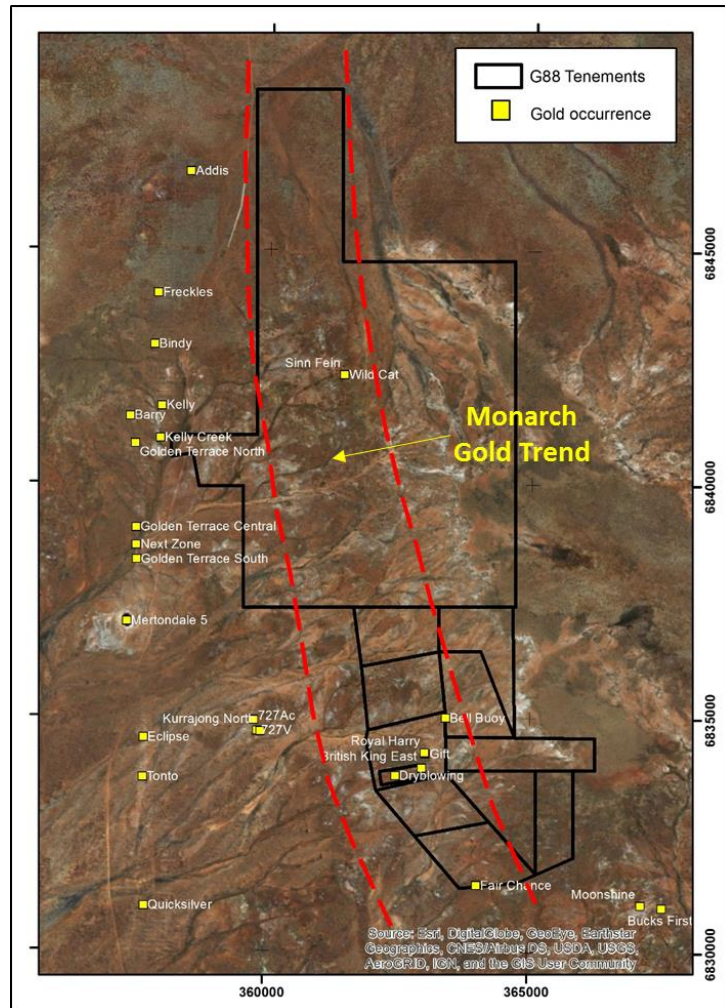 G88 Tenements
Gold occurrence
Addis
6845000
Freckles
Bindy
Sinn Fein
Wild Cat
Kelly
Barry
Monarch
Gold Trend
Kelly Creek
Golden Terrace North
6840000
Golden Terrace Central
Next Zone
Golden Terrace South
Mertondale 5
Kurrajong North
727Ac
727V
Bell Buoy
6835000
Eclipse
Royal Harry
Gift
British King East
Tonto
Dryblowing
Fair Chance
Quicksilver
Moonshine
Bucks First
Source: Esri, DigitalGlobe, GeoEye, Earthstar
Geographics, CNES/Airbus DS, USDA, USGS,
AeroGRID, IGN, and the GIS User Community
6830000
360000
365000